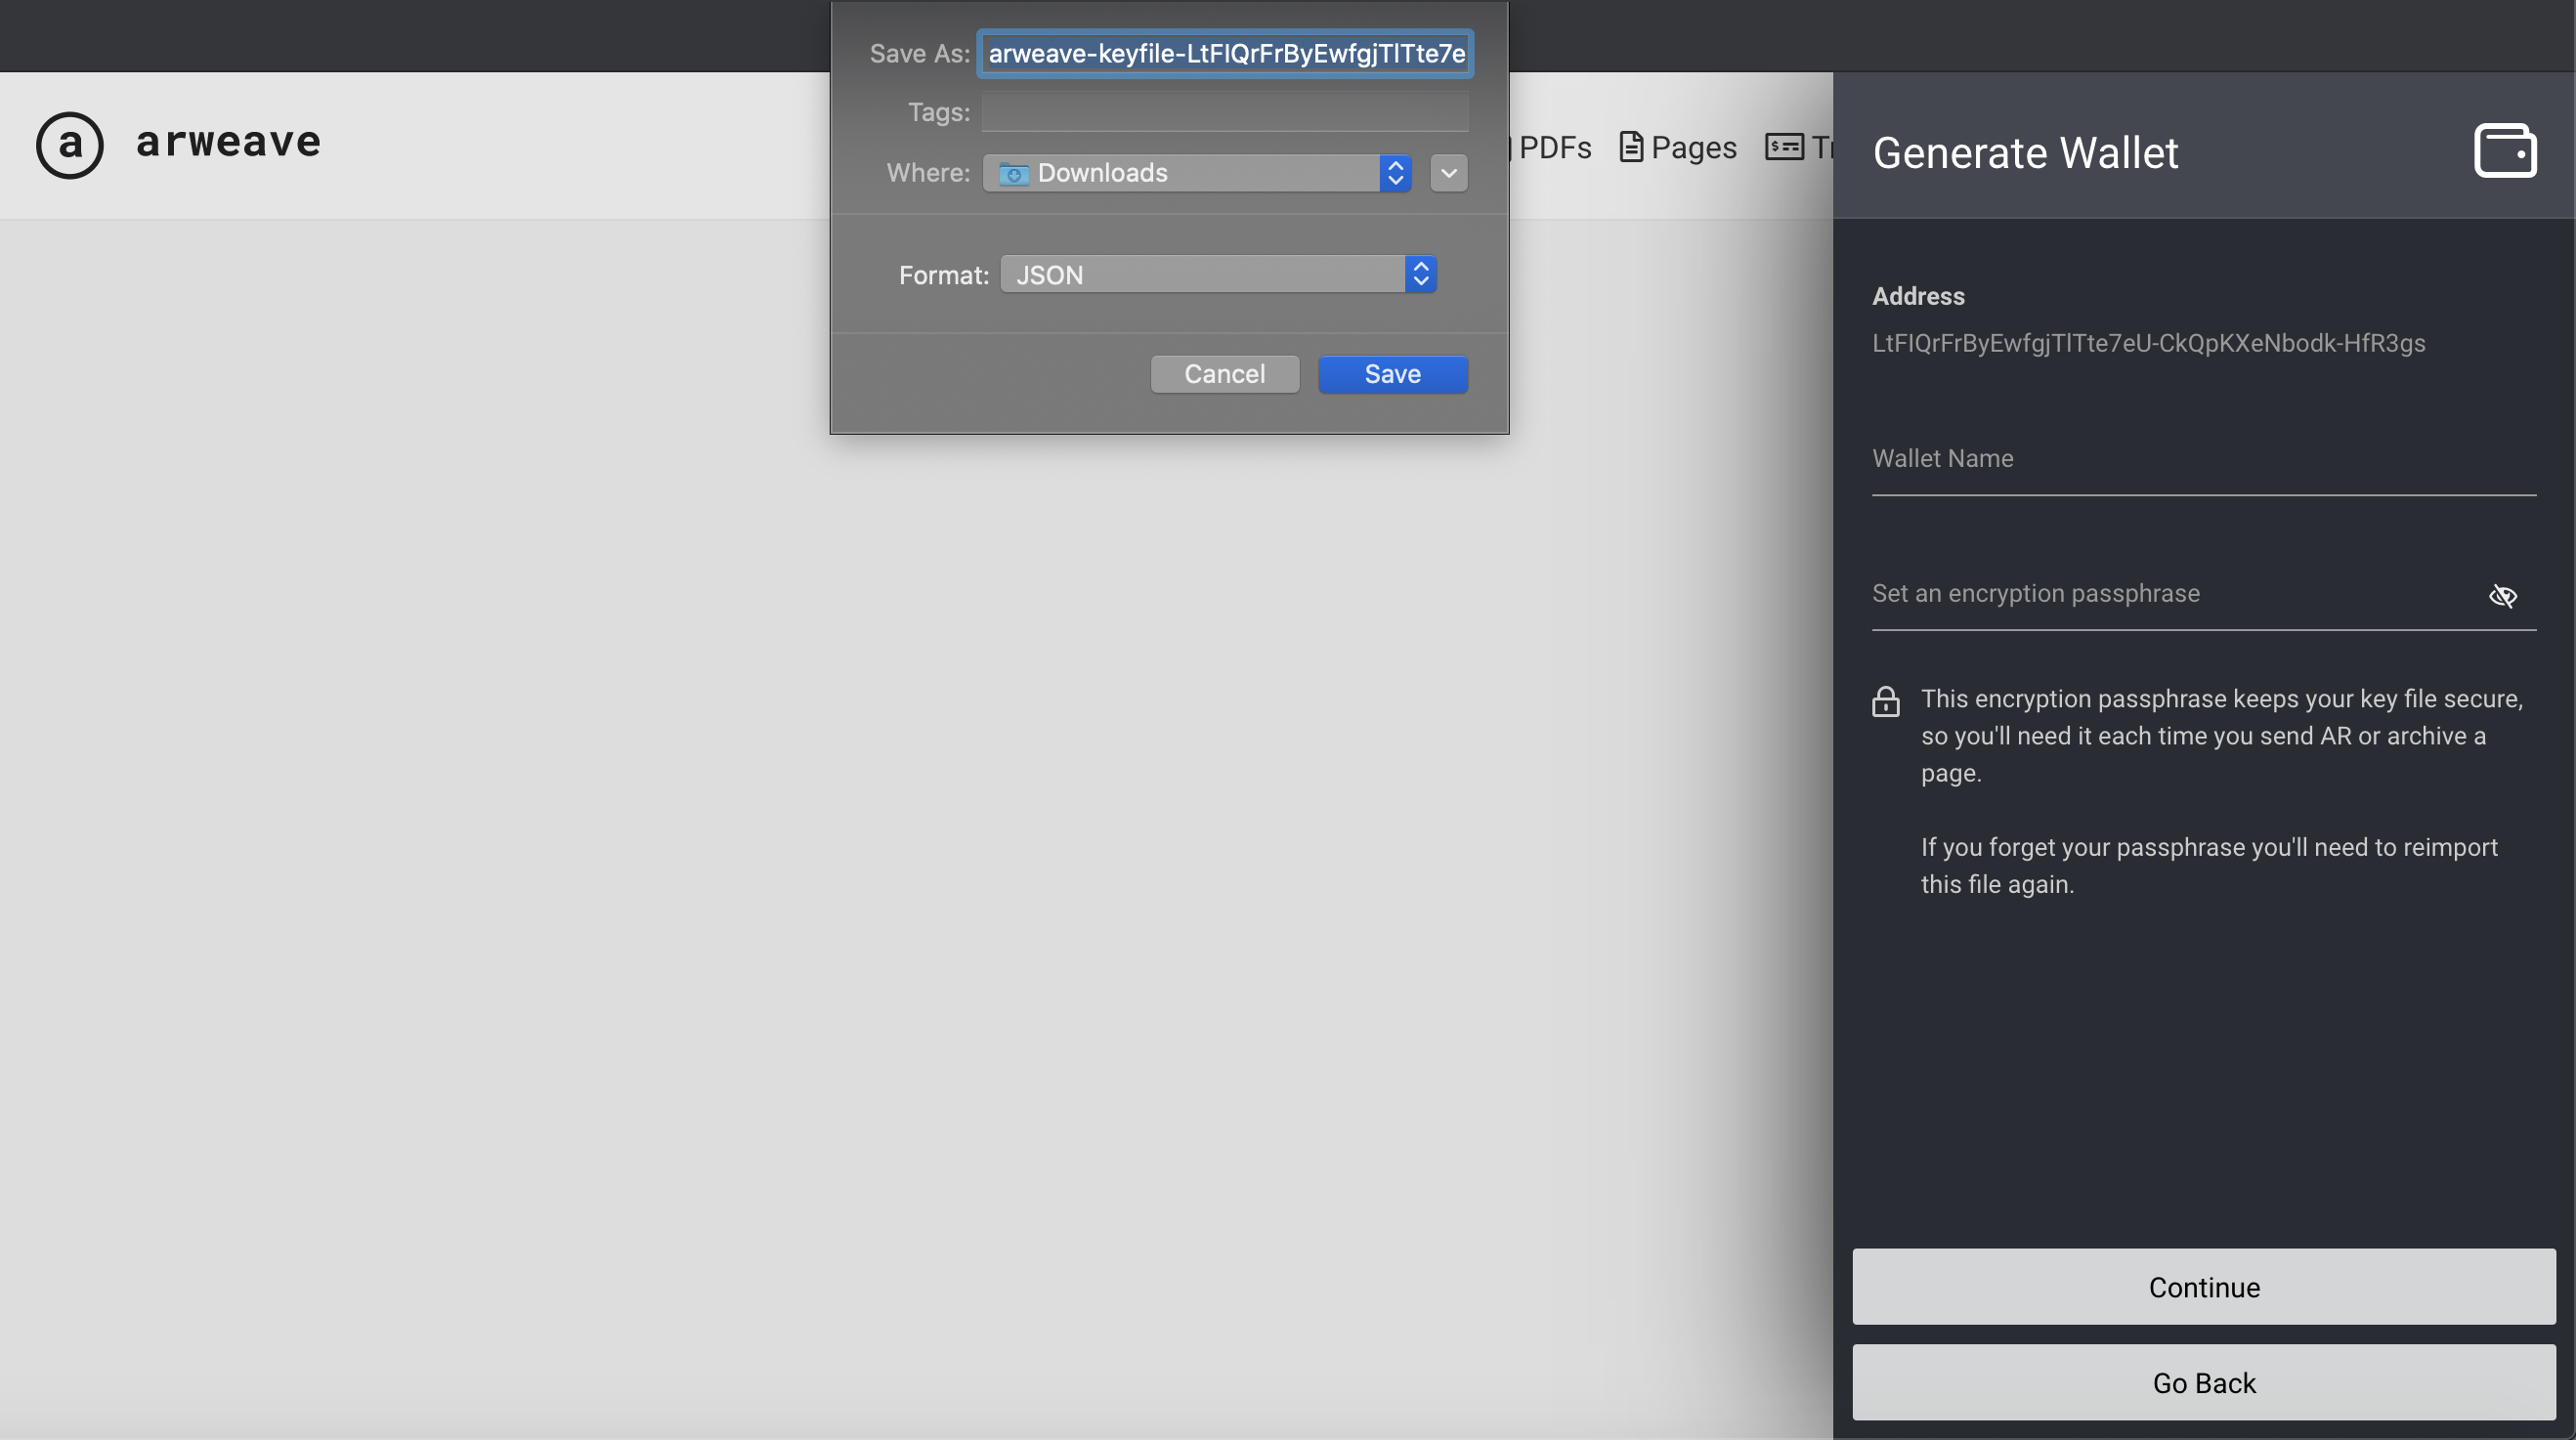 Save As: arweave-keyfile-LtFIQrFrByEwfgjTlTte7e
Tags:
Where: Downloads
Format: JSON
Cancel Save
a arweave
PDFs Pages
Generate Wallet
Address
LtFIQrFrByEwfgjTlTte7eU-CkQpKXeNbodk-HfR3gs
Wallet Name
Set an encryption passphrase
This encryption passphrase keeps your key file secure,
so you'll need it each time you send AR or archive a
page.
If you forget your passphrase you'll need to reimport
this file again.
Continue
Go Back